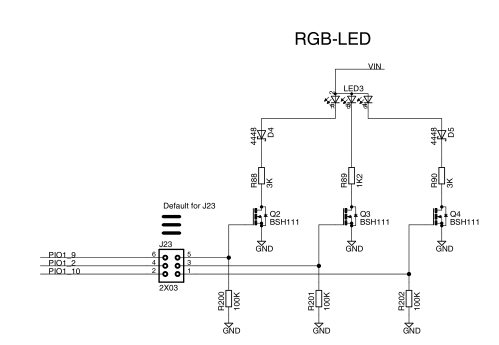 RGB-LED
VIN
LED3
2
4448
D4
4448
D5
R88
3K
R89
1K2
R90
3K
Default for J23
Q2
BSH111
Q3
BSH111
Q4
BSH111
GND
GND
GND
J23
PIO1_9
6
5
PIO1_2
4
3
PIO1_10
2
1
2X03
R200
100K
R201
100K
R202
100K
GND
GND
GND